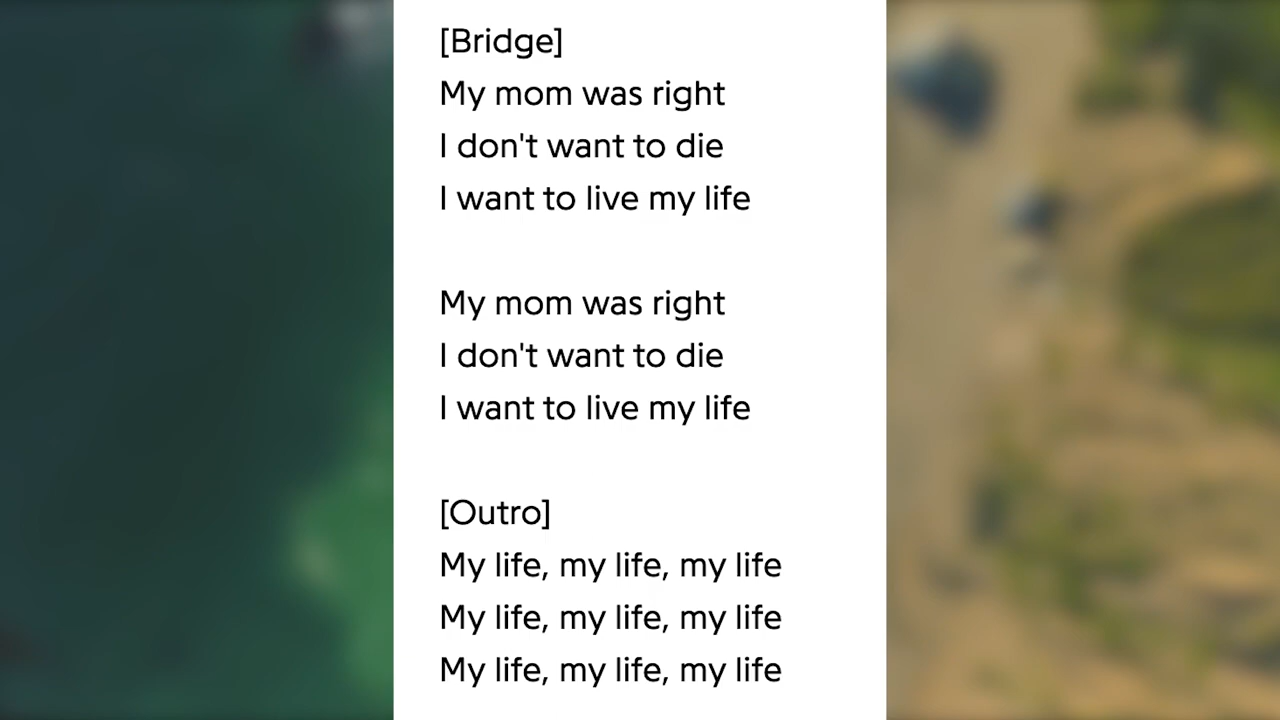 [Bridge]
My mom was right
I don't want to die
I want to live my life
My mom was right
I don't want to die
I want to live my life
[Outro]
My life, my life, my life
My life, my life, my life
My life, my life, my life